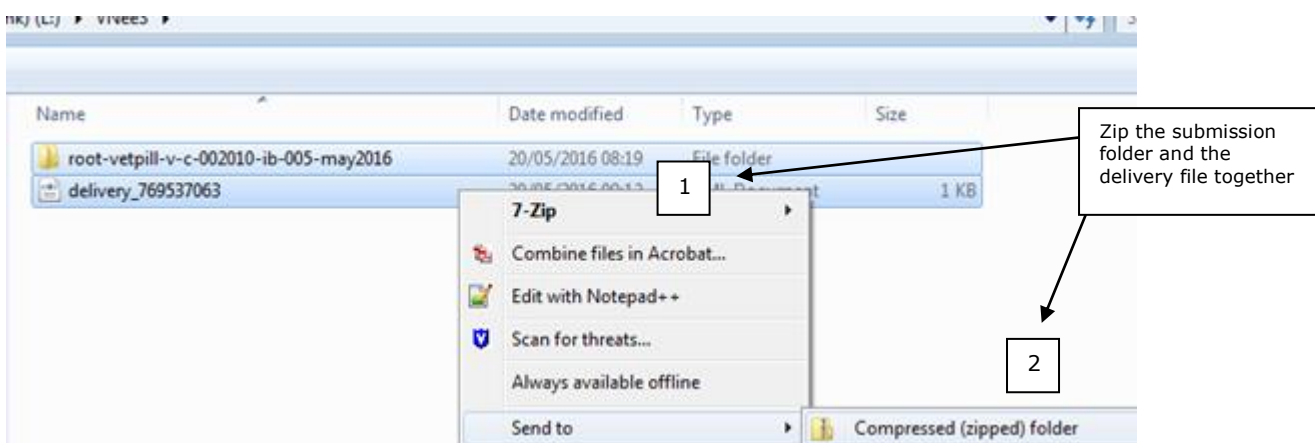 (L:) ▸ VNee3 ▸
Name Date modified Type Size
root-vetpill-v-c-002010-ib-005-may2016 20/05/2016 08:19 File folder
delivery_769537063 1 KB
1
Zip the submission
folder and the
delivery file together
7-Zip
Combine files in Acrobat...
Edit with Notepad++
Scan for threats...
Always available offline
2
Send to Compressed (zipped) folder